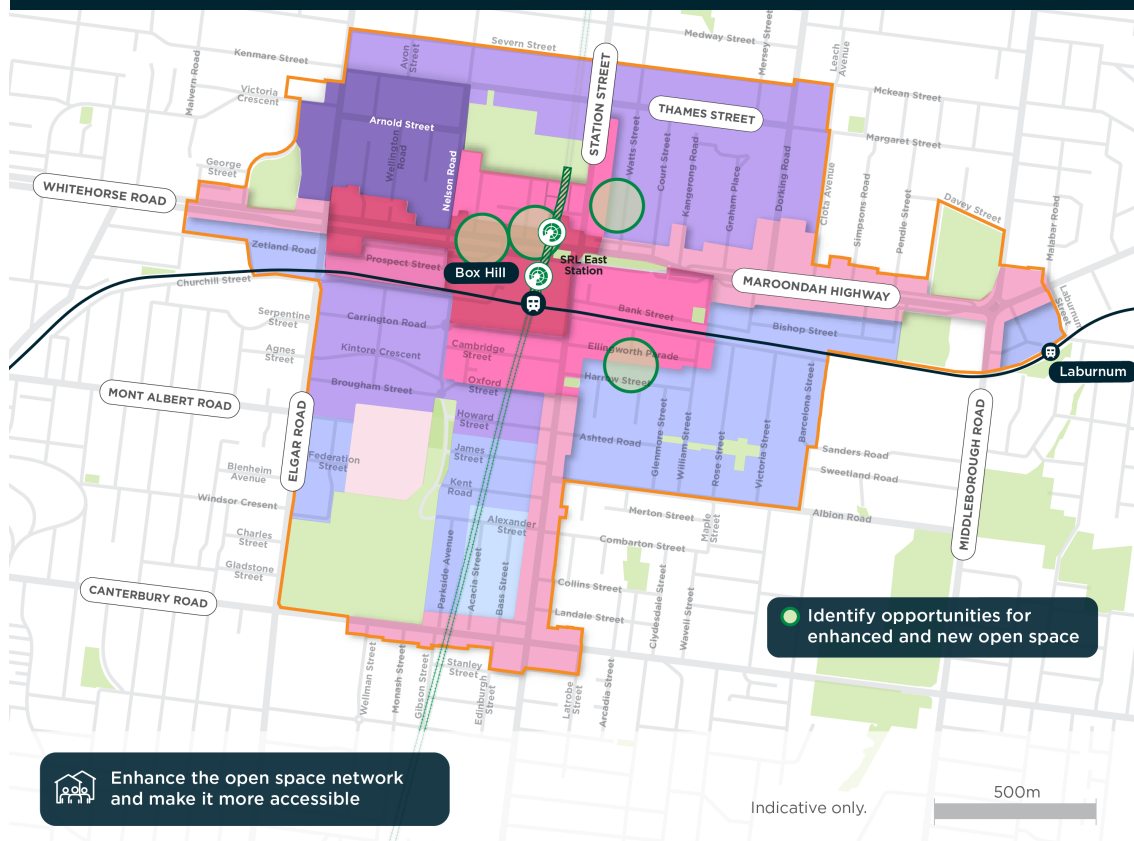 Severn Street
Medway Street
Mersey Street
Leach
Avenue
Avon
Street
Kenmare Street
Malvern Road
Victoria
Crescent
STATION STREET
McKean Street
THAMES STREET
Margaret Street
Arnold Street
Wellington
Road
Nelson Road
Watts Street
Court Street
Kangerong Road
Graham Place
Dorking Road
Clota Avenue
Simpsons Road
Pendle Street
Davey Street
Malabar Road
George
Street
WHITEHORSE ROAD
Zetland Road
Prospect Street
Box Hill
SRL East
Station
MAROONDAH HIGHWAY
Churchill Street
Laburnum
Street
Serpentine
Street
Carrington Road
Bank Street
Bishop Street
Agnes
Street
Kintore Crescent
Cambridge
Street
Ellingworth Parade
Laburnum
Brougham Street
Oxford
Street
Harrow Street
MONT ALBERT ROAD
ELGAR ROAD
Howard
Street
Glenmore Street
William Street
Rose Street
Victoria Street
Barcelona Street
MIDDLEBOROUGH ROAD
Ashted Road
James
Street
Federation
Street
Sanders Road
Blenheim
Avenue
Kent
Road
Sweetland Road
Windsor Cresent
Merton Street
Maple
Street
Albion Road
Alexander
Street
Charles
Street
Combarton Street
Gladstone
Street
Parkside Avenue
Acacia Street
Bass Street
Collins Street
Clydesdale Street
Wavell Street
CANTERBURY ROAD
Landale Street
Identify opportunities for
enhanced and new open space
Wellman Street
Monash Street
Gibson Street
Stanley
Street
Edinburgh
Street
Latrobe
Street
Arcadia Street
Enhance the open space network
and make it more accessible
Indicative only.
500m